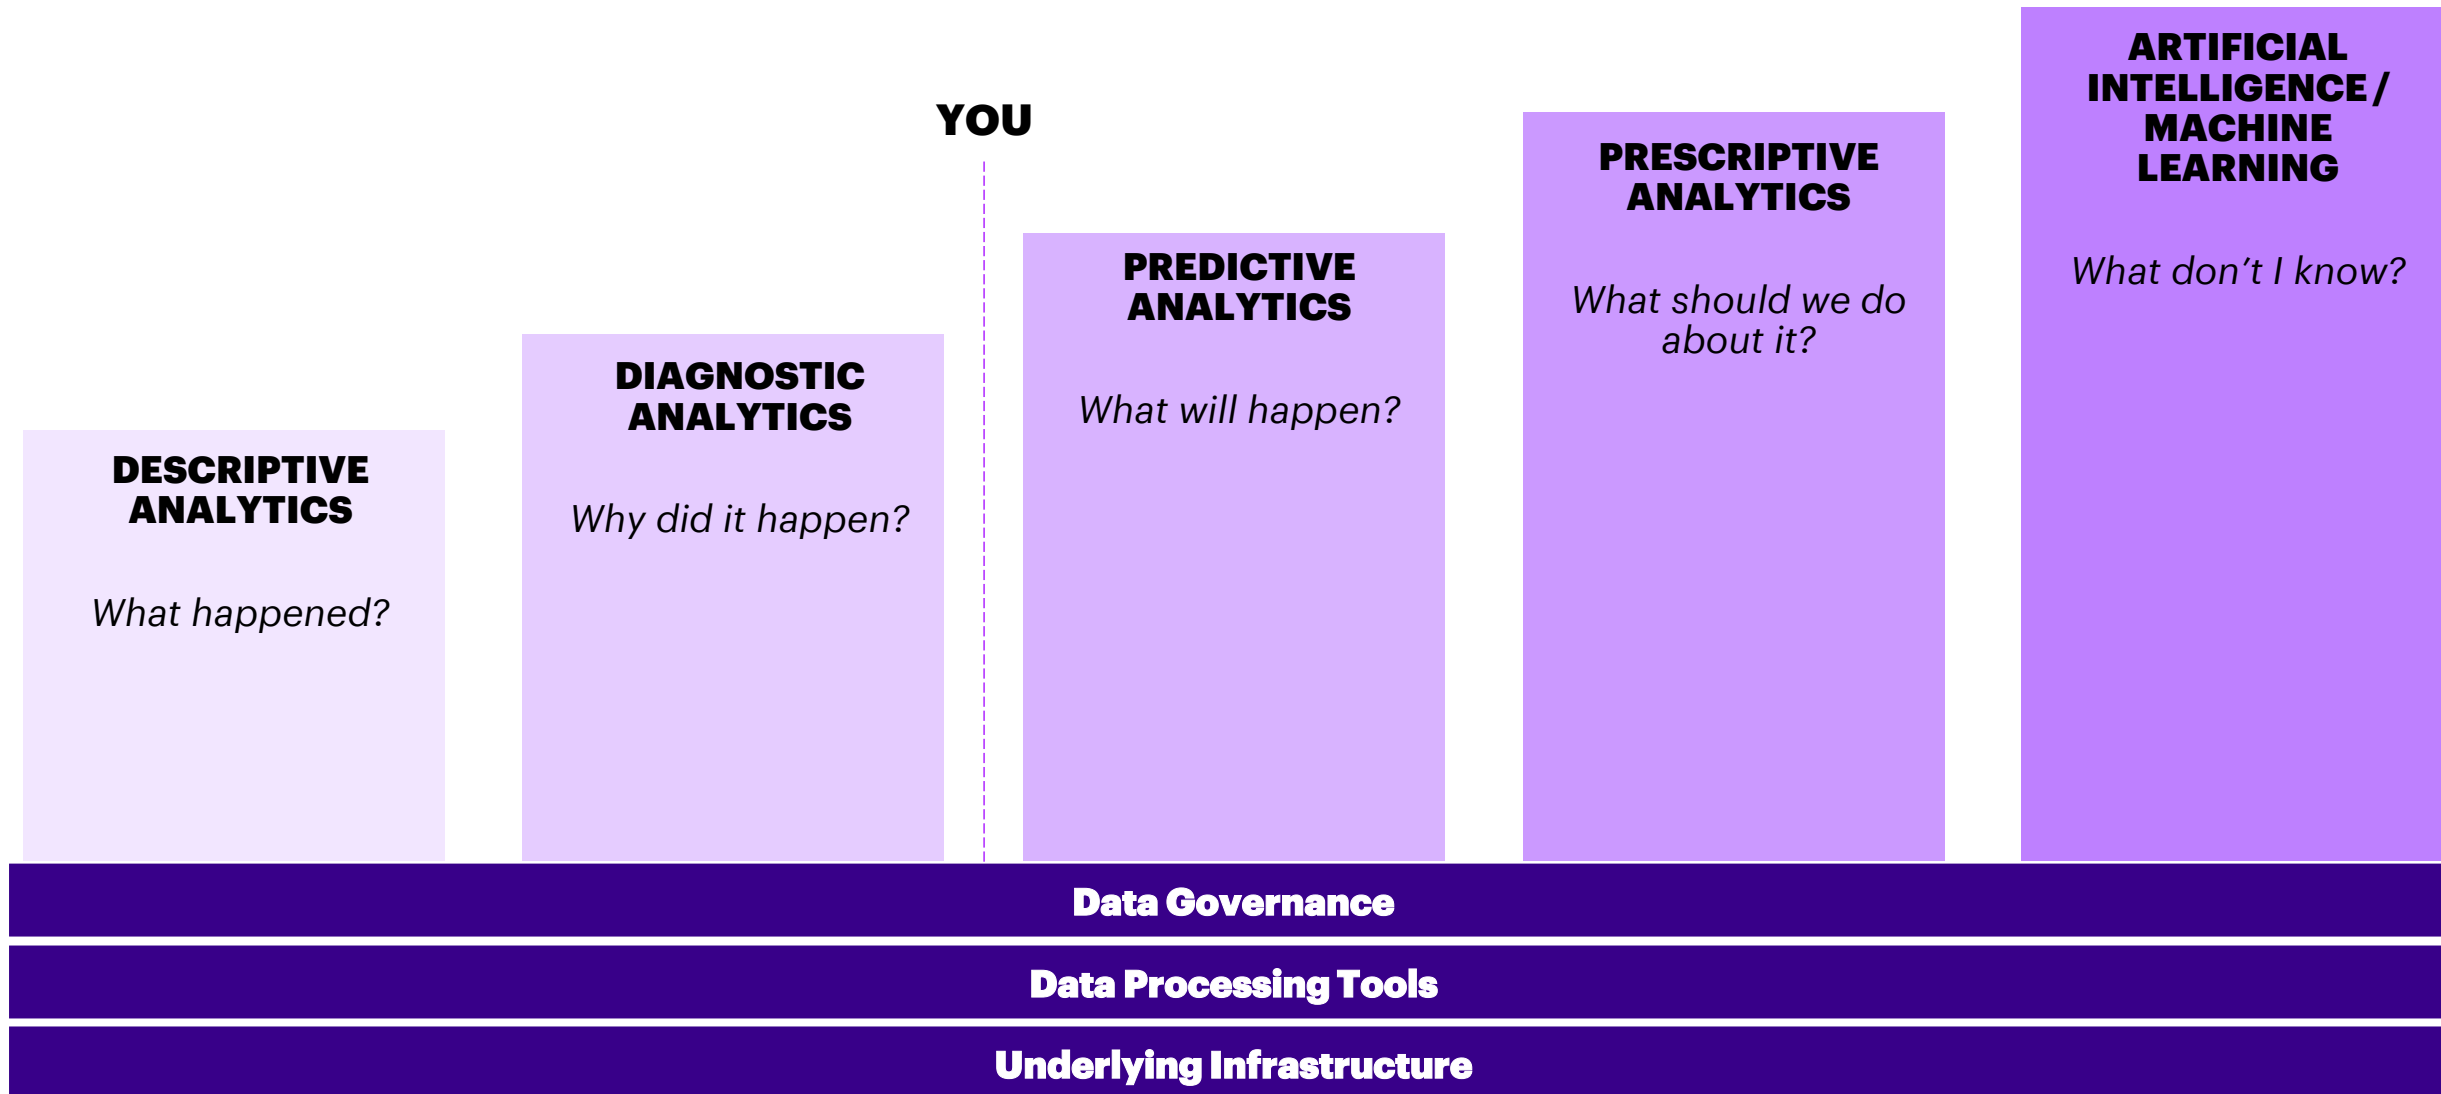 DESCRIPTIVE
ANALYTICS
What happened?
DIAGNOSTIC
ANALYTICS
Why did it happen?
YOU
PREDICTIVE
ANALYTICS
What will happen?
PRESCRIPTIVE
ANALYTICS
What should we do
about it?
ARTIFICIAL
INTELLIGENCE/
MACHINE
LEARNING
What don’t I know?
Data Governance
Data Processing Tools
Underlying Infrastructure